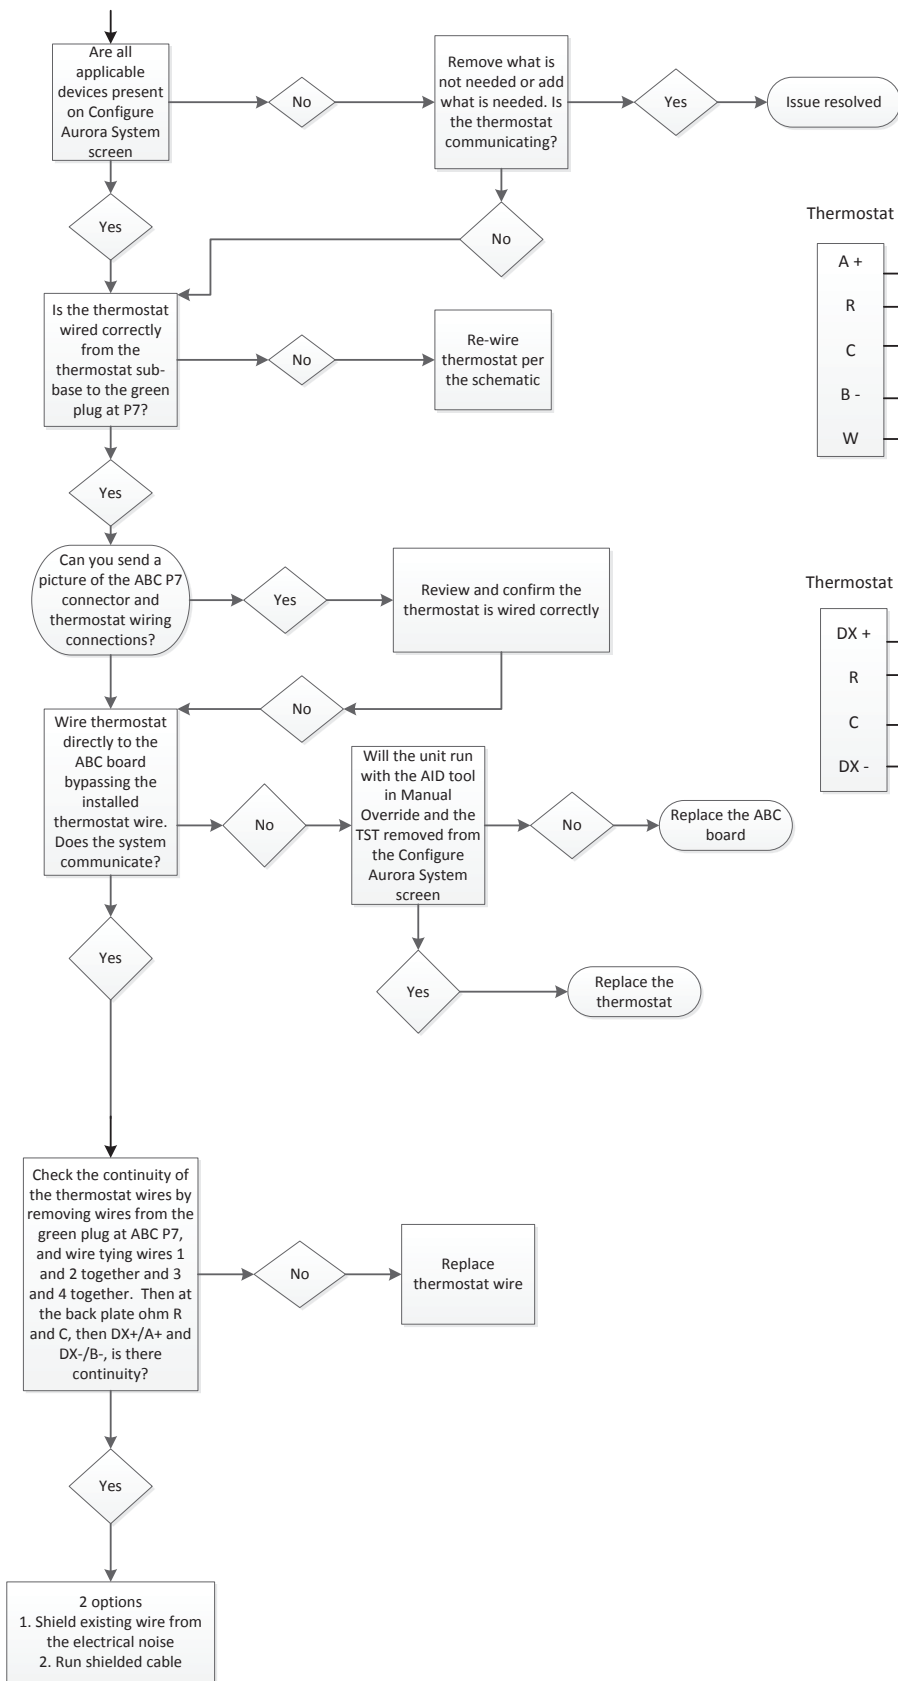 Are all
applicable
devices present
on Configure
Aurora System
screen
No
Remove what is
not needed or add
what is needed. Is
the thermostat
communicating?
Yes
Issue resolved
Yes
No
Thermostat
A +
R
C
B -
W
Is the thermostat
wired correctly
from the
thermostat sub-
base to the green
plug at P7?
No
Re-wire
thermostat per
the schematic
Yes
Can you send a
picture of the ABC P7
connector and
thermostat wiring
connections?
Yes
Review and confirm the
thermostat is wired correctly
Thermostat
DX +
R
C
DX -
No
Wire thermostat
directly to the
ABC board
bypassing the
installed
thermostat wire.
Does the system
communicate?
No
Will the unit run
with the AID tool
in Manual
Override and the
TST removed from
the Configure
Aurora System
screen
No
Replace the ABC
board
Yes
Yes
Replace the
thermostat
Check the continuity of
the thermostat wires by
removing wires from the
green plug at ABC P7,
and wire tying wires 1
and 2 together and 3
and 4 together. Then at
the back plate ohm R
and C, then DX+/A+ and
DX-/B-, is there
continuity?
No
Replace
thermostat wire
Yes
2 options
1. Shield existing wire from
the electrical noise
2. Run shielded cable